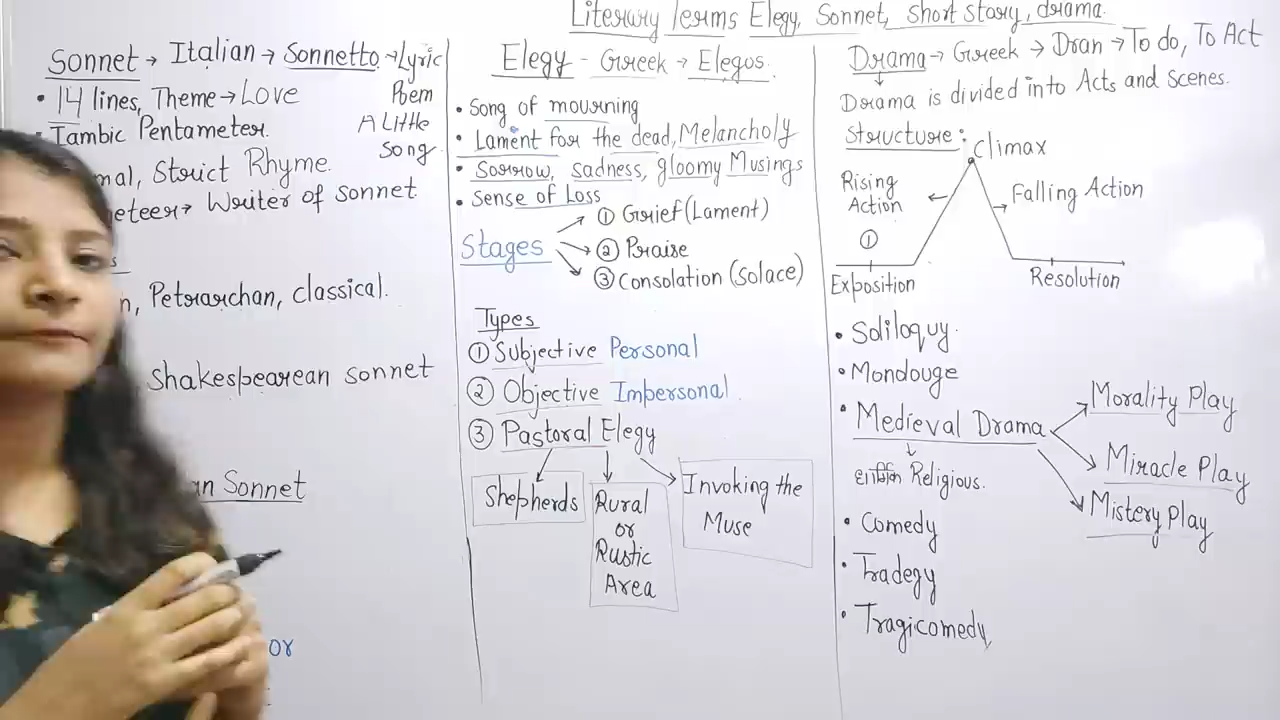 Literary Terms Elegy, Sonnet, short story, drama.
Sonnet → Italian → Sonnetto → Lyric
Poem
A Little
Song
• 14 lines, Theme → Love
• Iambic Pentameter.
mal, Strict Rhyme.
eteer → Writer of sonnet
s
n, Petrarchan, classical.
Shakespearean sonnet
an Sonnet
or
Elegy - Greek → Elegos.
• Song of mourning
• Lament for the dead, Melancholy
• Sorrow, sadness, gloomy Musings
• Sense of Loss
Stages
① Grief (Lament)
② Praise
③ Consolation (Solace)
Types
① Subjective Personal
② Objective Impersonal
③ Pastoral Elegy
Shepherds
Rural
or
Rustic
Area
Invoking the
Muse
Drama → Greek → Dran → To do, To Act
Drama is divided into Acts and Scenes.
Structure:
Climax
Rising
Action
①
Falling Action
Exposition
Resolution
• Soliloquy.
• Mondouge
• Medieval Drama
Religious.
Morality Play
Miracle Play
Mistery Play
• Comedy
• Tradegy
• Tragicomedy